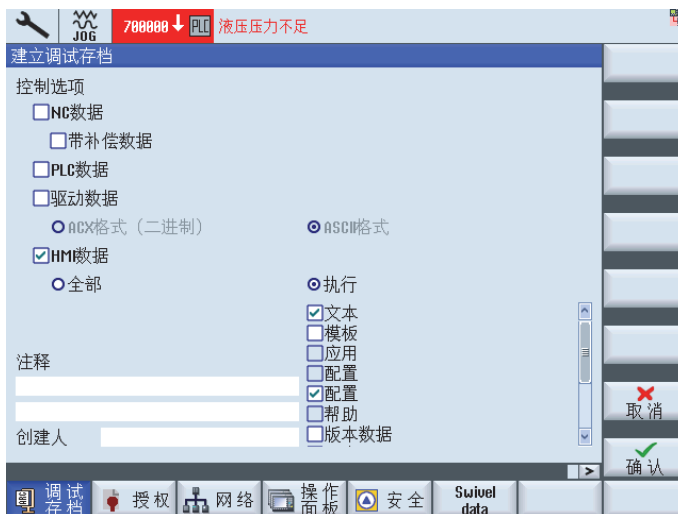 JOG
700000 PLC 液压压力不足
建立调试存档
控制选项
NC数据
带补偿数据
PLC数据
驱动数据
ACX格式（二进制）
ASCII格式
HMI数据
全部
执行
文本
模板
应用
配置
配置
帮助
版本数据
注释
创建人
取消
确认
调试存档
授权
网络
操作面板
安全
Swivel data